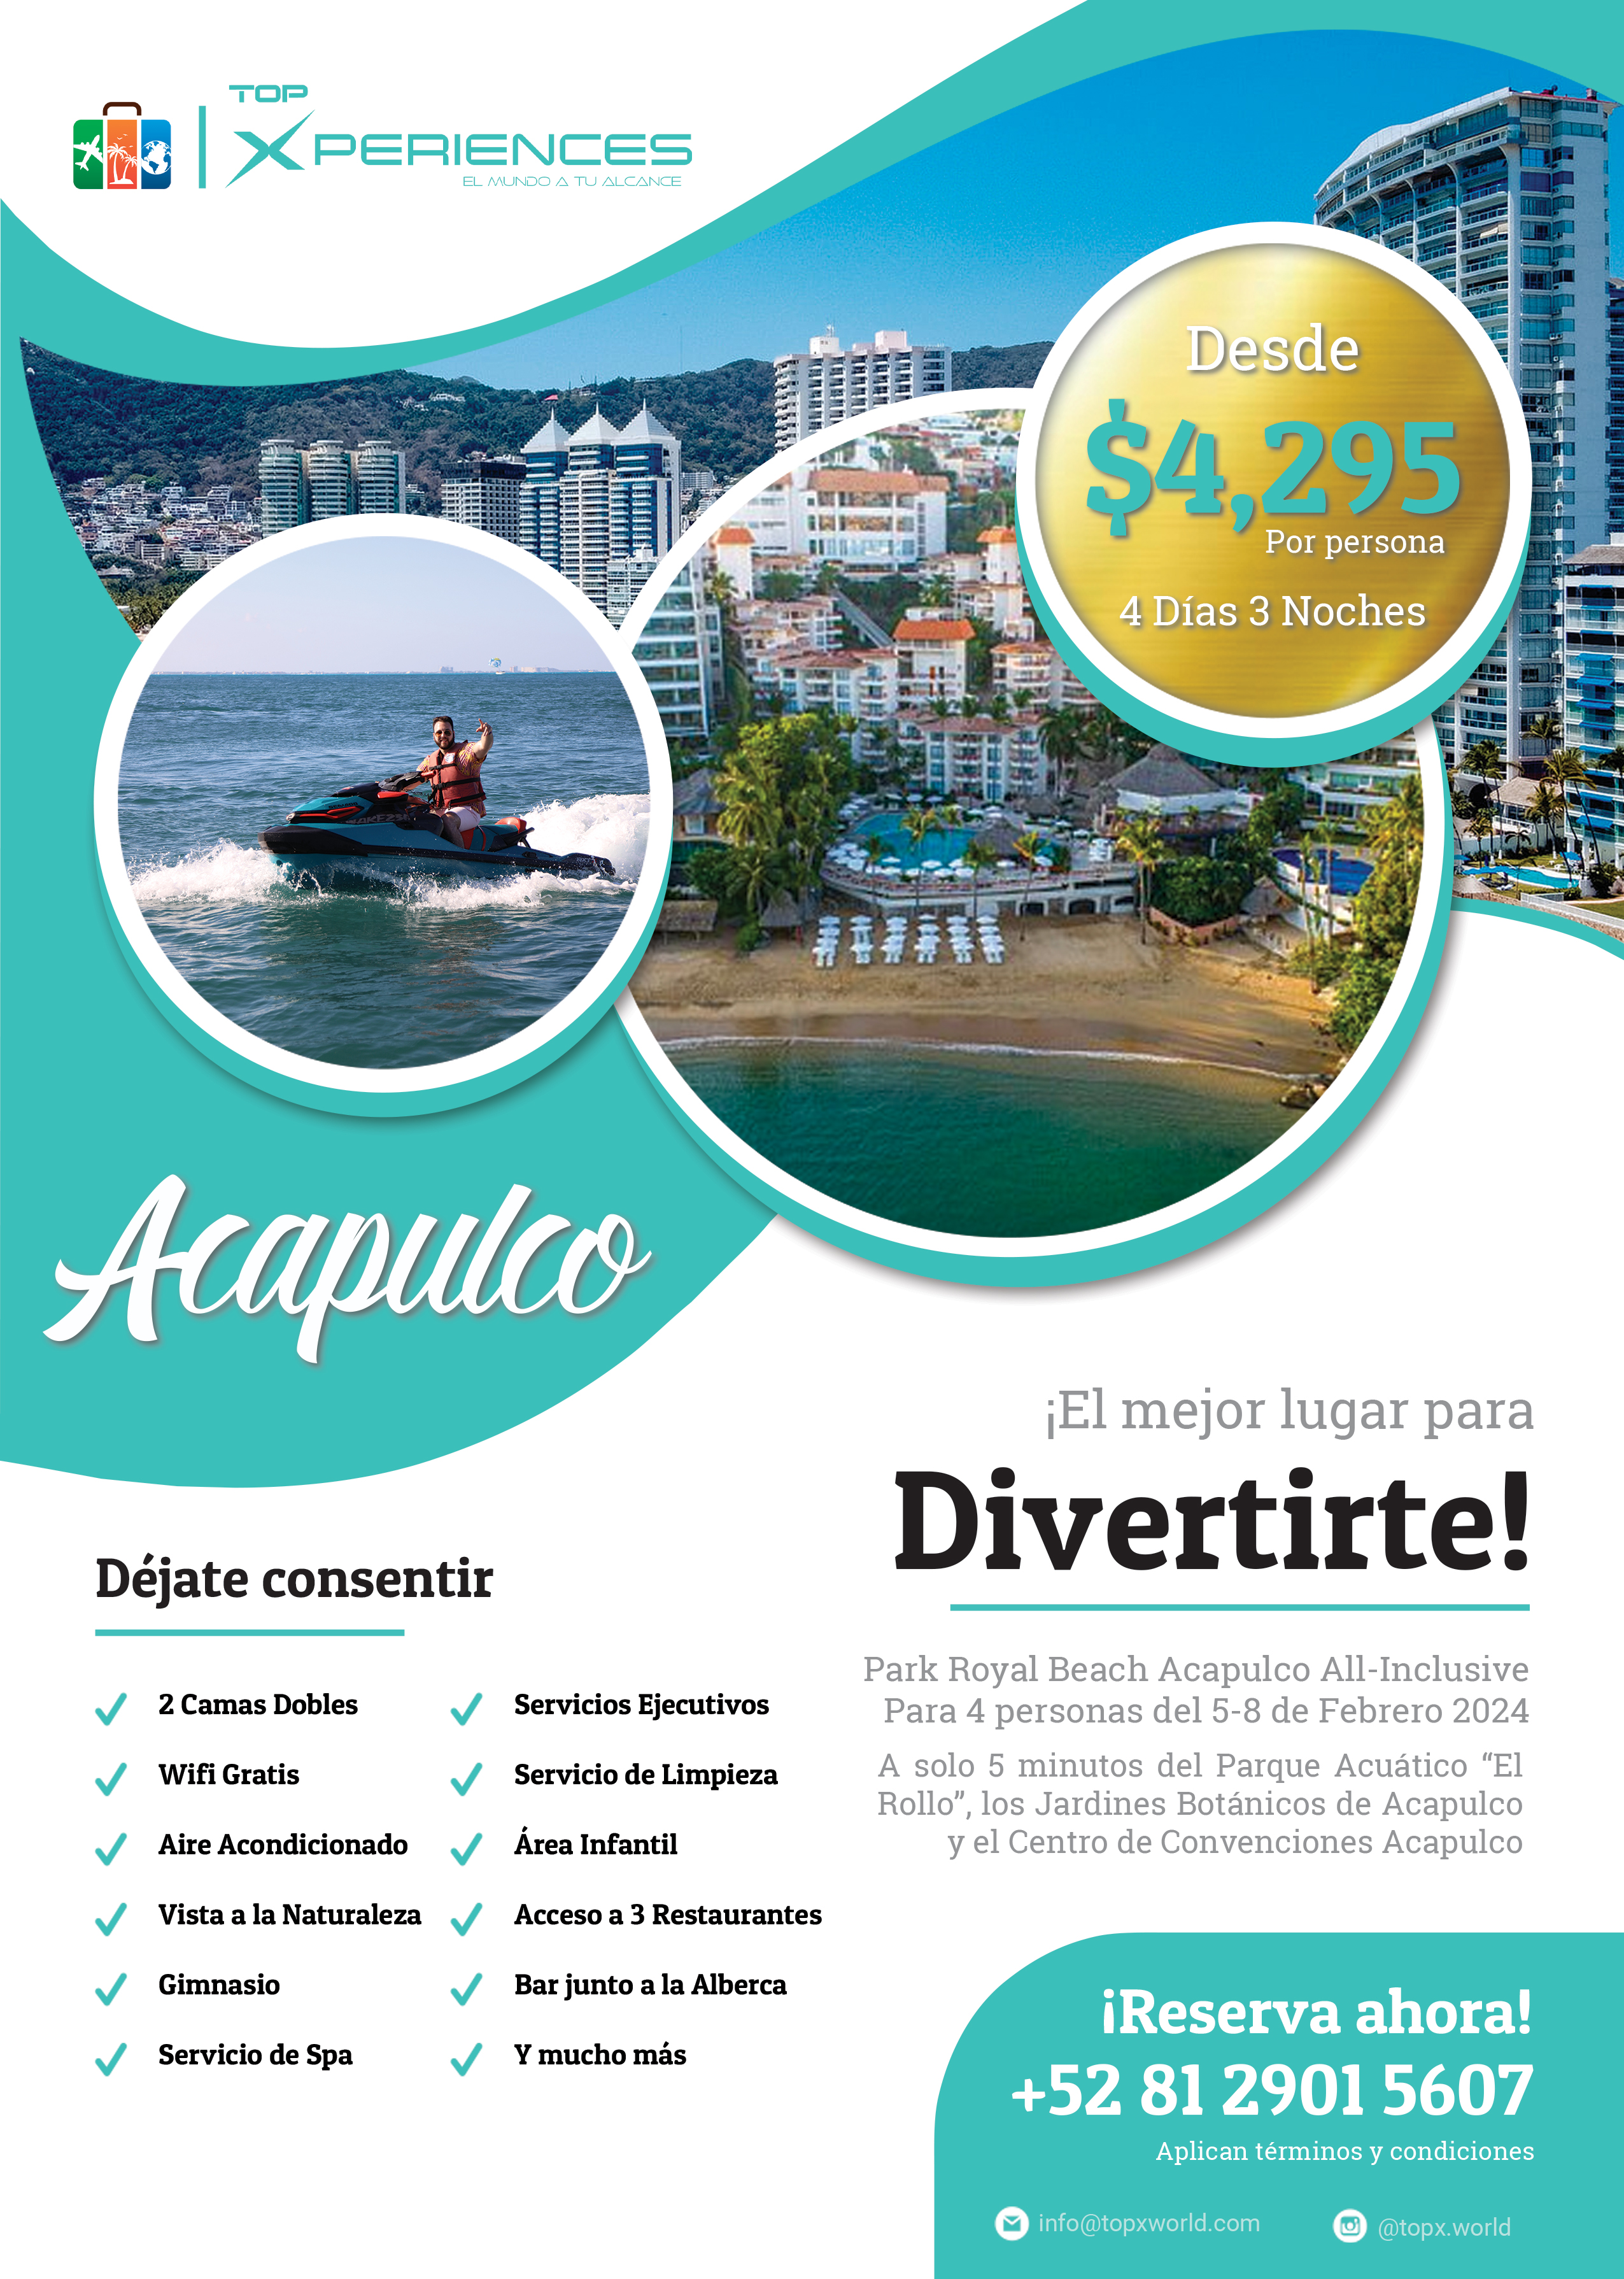 TOP
XPERIENCES
EL MUNDO A TU ALCANCE
Desde
$4,295
Por persona
4 Días 3 Noches
Acapulco
¡El mejor lugar para
Divertirte!
Déjate consentir
2 Camas Dobles
Wifi Gratis
Aire Acondicionado
Vista a la Naturaleza
Gimnasio
Servicio de Spa
Servicios Ejecutivos
Servicio de Limpieza
Área Infantil
Acceso a 3 Restaurantes
Bar junto a la Alberca
Y mucho más
Park Royal Beach Acapulco All-Inclusive
Para 4 personas del 5-8 de Febrero 2024
A solo 5 minutos del Parque Acuático “El
Rollo”, los Jardines Botánicos de Acapulco
y el Centro de Convenciones Acapulco
¡Reserva ahora!
+52 81 2901 5607
Aplican términos y condiciones
info@topxworld.com
@topx.world